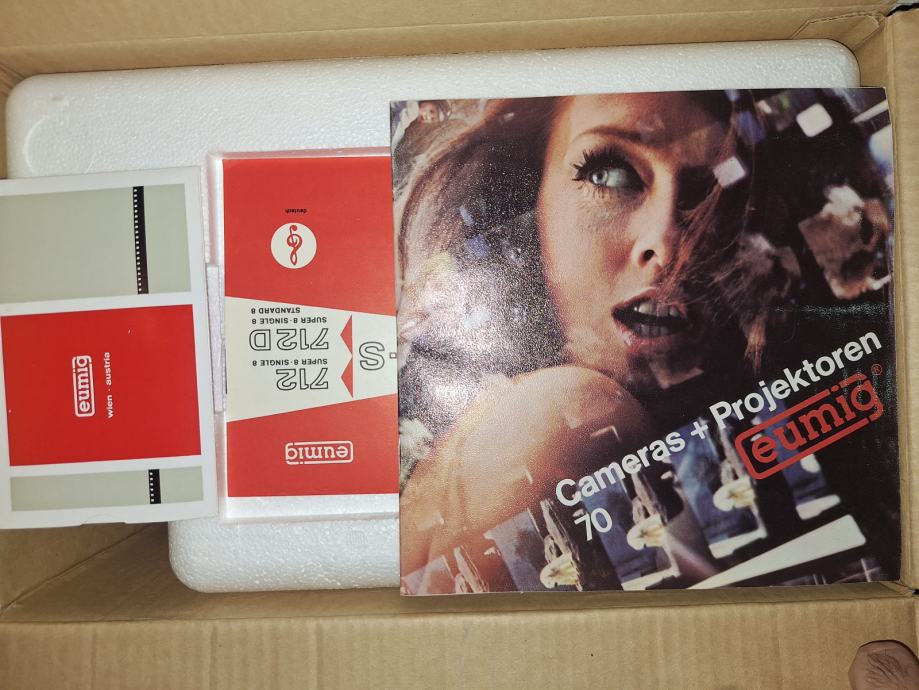 eumig
wien · austria
deutsch
SUPER 8 · SINGLE 8
STANDARD 8
712D
SUPER 8 · SINGLE 8
712
·S
eumig
Cameras + Projektoren
70
eumig®